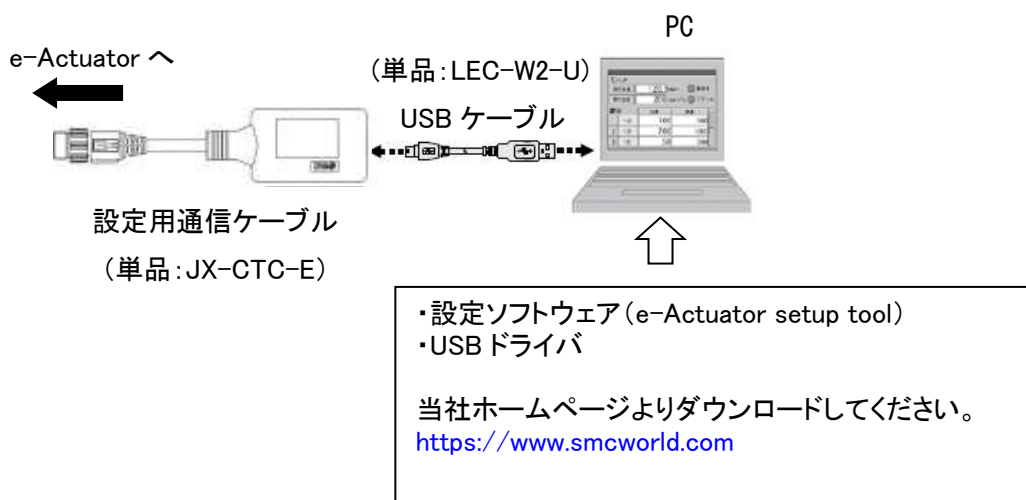 PC
e-Actuator へ
（単品：LEC-W2-U）
USB ケーブル
設定用通信ケーブル
（単品：JX-CTC-E）
・設定ソフトウェア（e-Actuator setup tool）
・USB ドライバ
当社ホームページよりダウンロードしてください。
https://www.smcworld.com